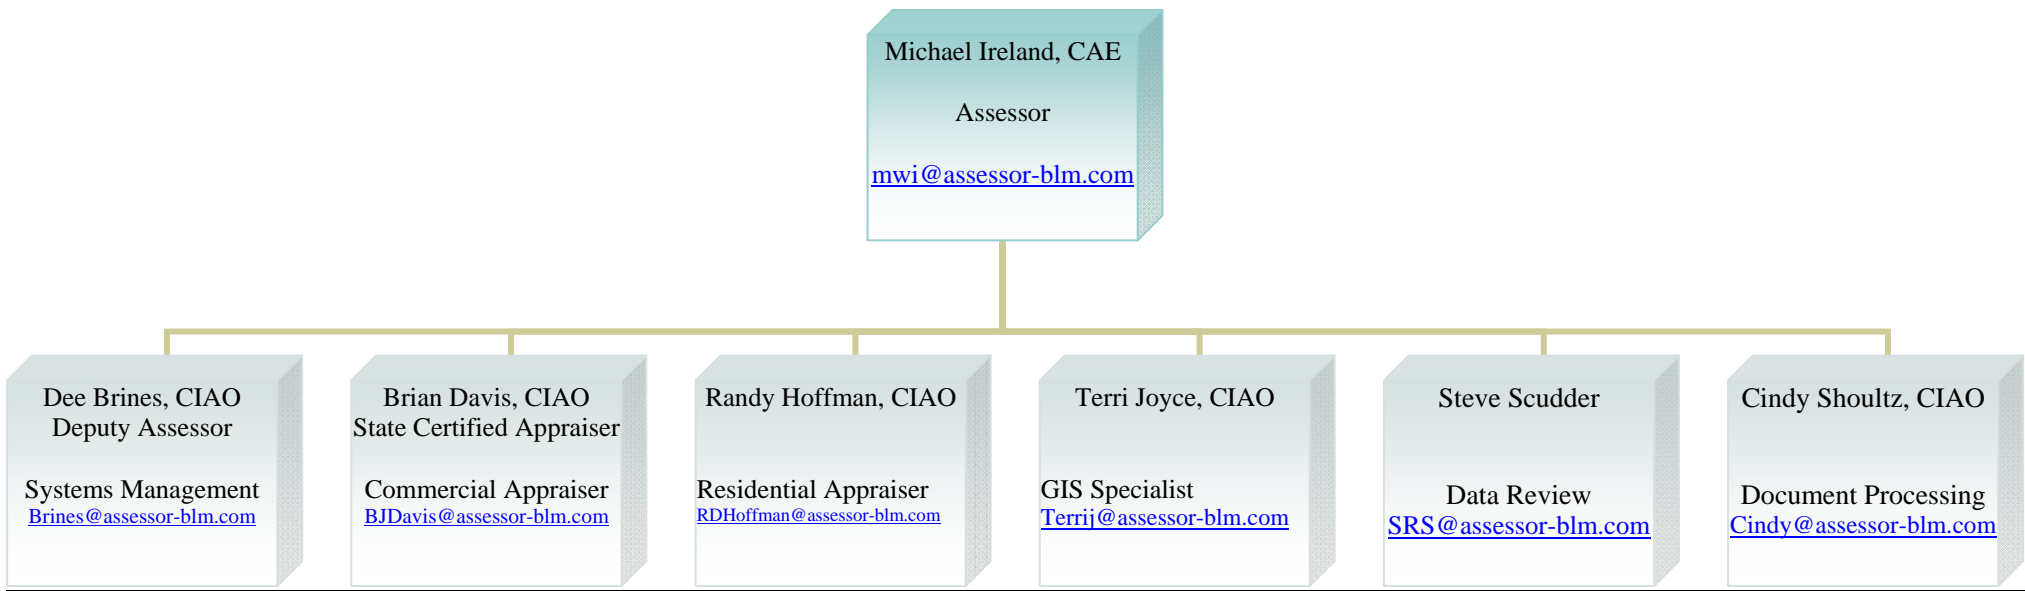 Michael Ireland, CAE
Assessor
mwi@assessor-blm.com
Dee Brines, CIAO
Deputy Assessor
Systems Management
Brines@assessor-blm.com
Brian Davis, CIAO
State Certified Appraiser
Commercial Appraiser
BJDavis@assessor-blm.com
Randy Hoffman, CIAO
Residential Appraiser
RDHoffman@assessor-blm.com
Terri Joyce, CIAO
GIS Specialist
Terrij@assessor-blm.com
Steve Scudder
Data Review
SRS@assessor-blm.com
Cindy Shoultz, CIAO
Document Processing
Cindy@assessor-blm.com